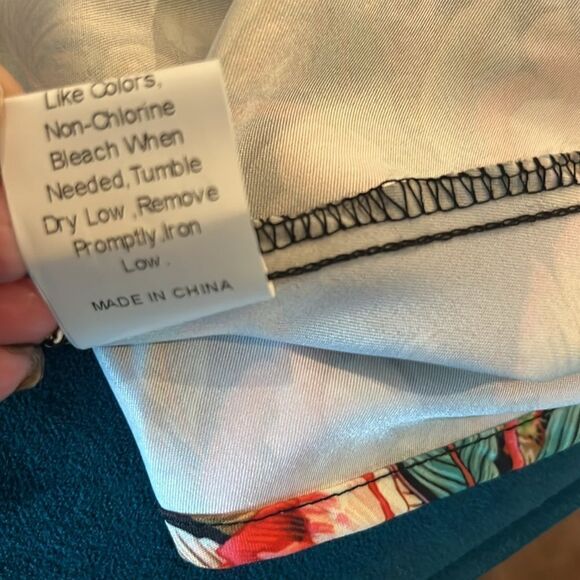 Like Colors,
Non-Chlorine
Bleach When
Needed,Tumble
Dry Low ,Remove
Promptly,Iron
Low .
MADE IN CHINA